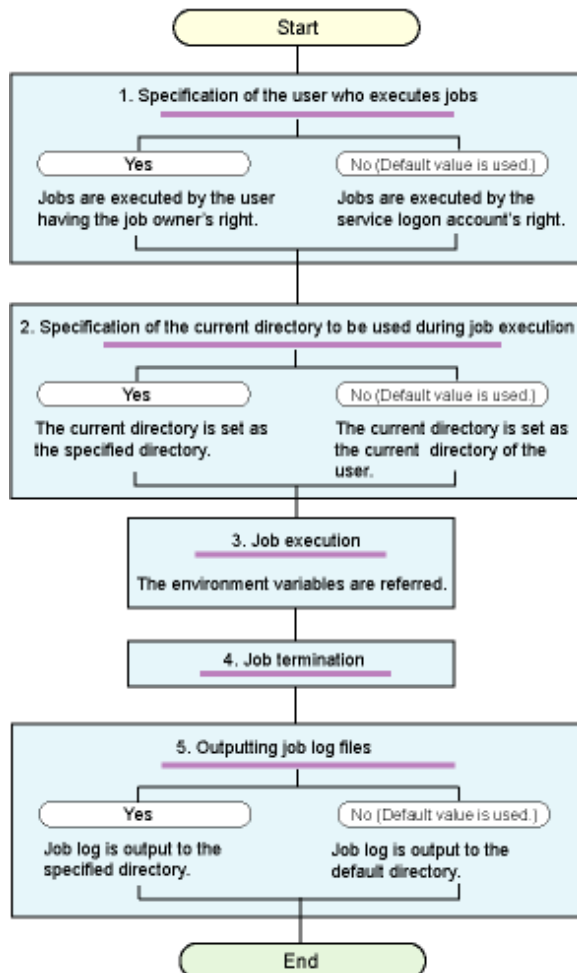 Start
1. Specification of the user who executes jobs
Yes
No (Default value is used.)
Jobs are executed by the user
having the job owner's right.
Jobs are executed by the
service logon account's right.
2. Specification of the current directory to be used during job execution
Yes
No (Default value is used.)
The current directory is set as
the specified directory.
The current directory is set as
the current directory of the
user.
3. Job execution
The environment variables are referred.
4. Job termination
5. Outputting job log files
Yes
No (Default value is used.)
Job log is output to the
specified directory.
Job log is output to the
default directory.
End